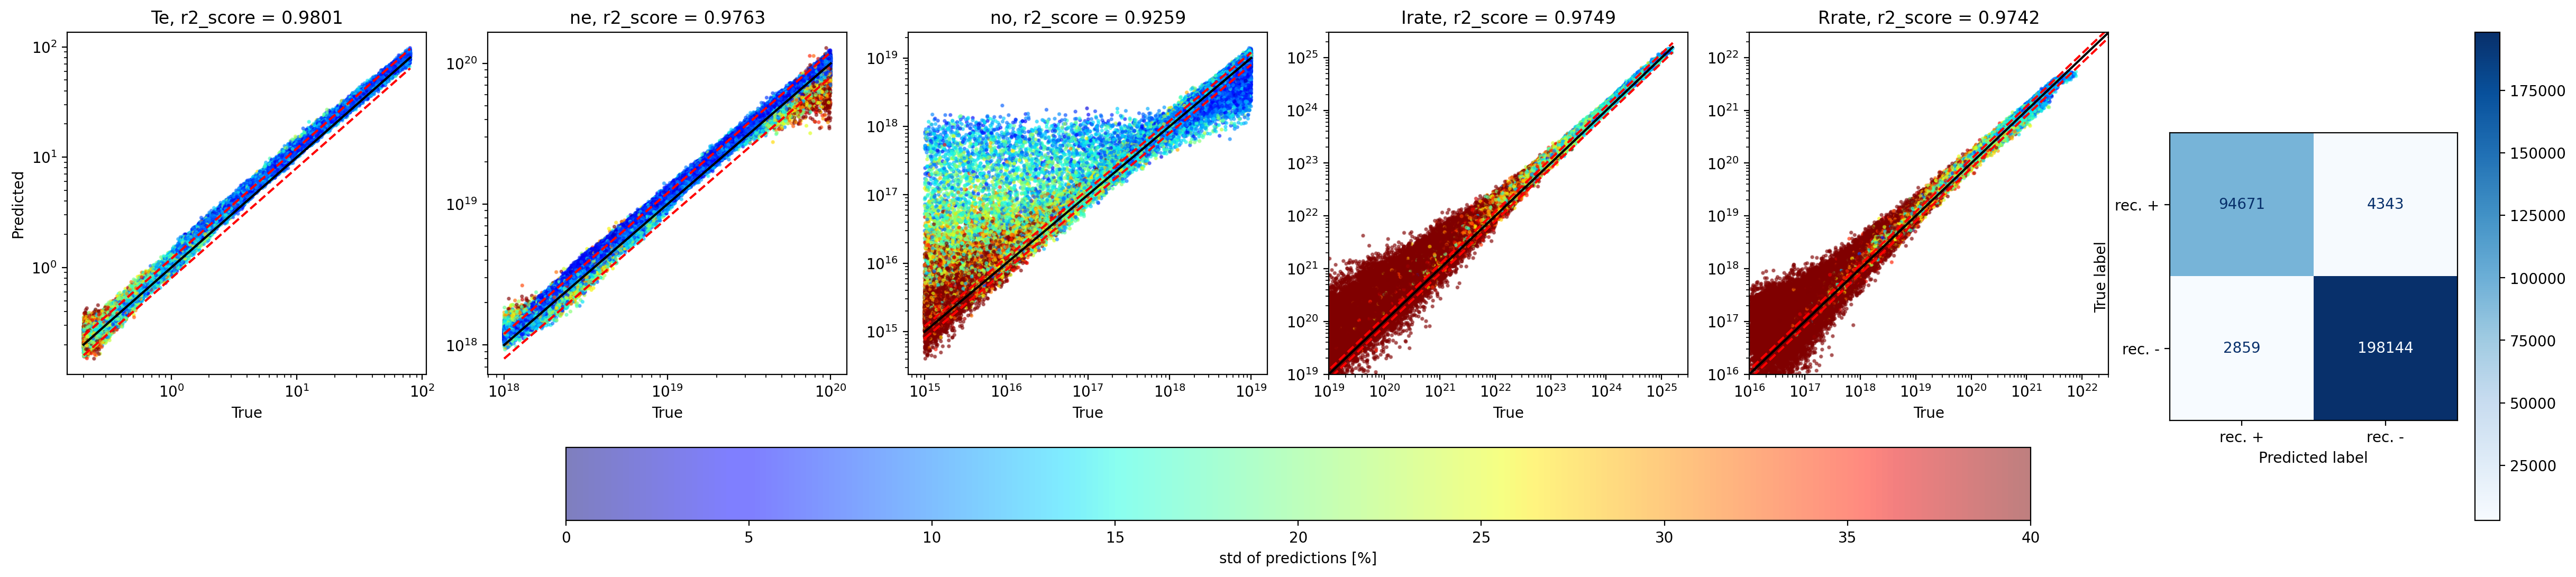 Te, r2_score = 0.9801
10² 10¹ 10⁰
Predicted
10⁰ 10¹ 10²
True
ne, r2_score = 0.9763
10²⁰ 10¹⁹ 10¹⁸
10¹⁸ 10¹⁹ 10²⁰
True
no, r2_score = 0.9259
10¹⁹ 10¹⁸ 10¹⁷ 10¹⁶ 10¹⁵
10¹⁵ 10¹⁶ 10¹⁷ 10¹⁸ 10¹⁹
True
Irate, r2_score = 0.9749
10²⁵ 10²⁴ 10²³ 10²² 10²¹ 10²⁰ 10¹⁹
10¹⁹ 10²⁰ 10²¹ 10²² 10²³ 10²⁴ 10²⁵
True
Rrate, r2_score = 0.9742
10²² 10²¹ 10²⁰ 10¹⁹ 10¹⁸ 10¹⁷ 10¹⁶
10¹⁶ 10¹⁷ 10¹⁸ 10¹⁹ 10²⁰ 10²¹ 10²²
True
True label
rec. + 94671 4343
rec. - 2859 198144
rec. + rec. -
Predicted label
175000
150000
125000
100000
75000
50000
25000
0 5 10 15 20 25 30 35 40
std of predictions [%]